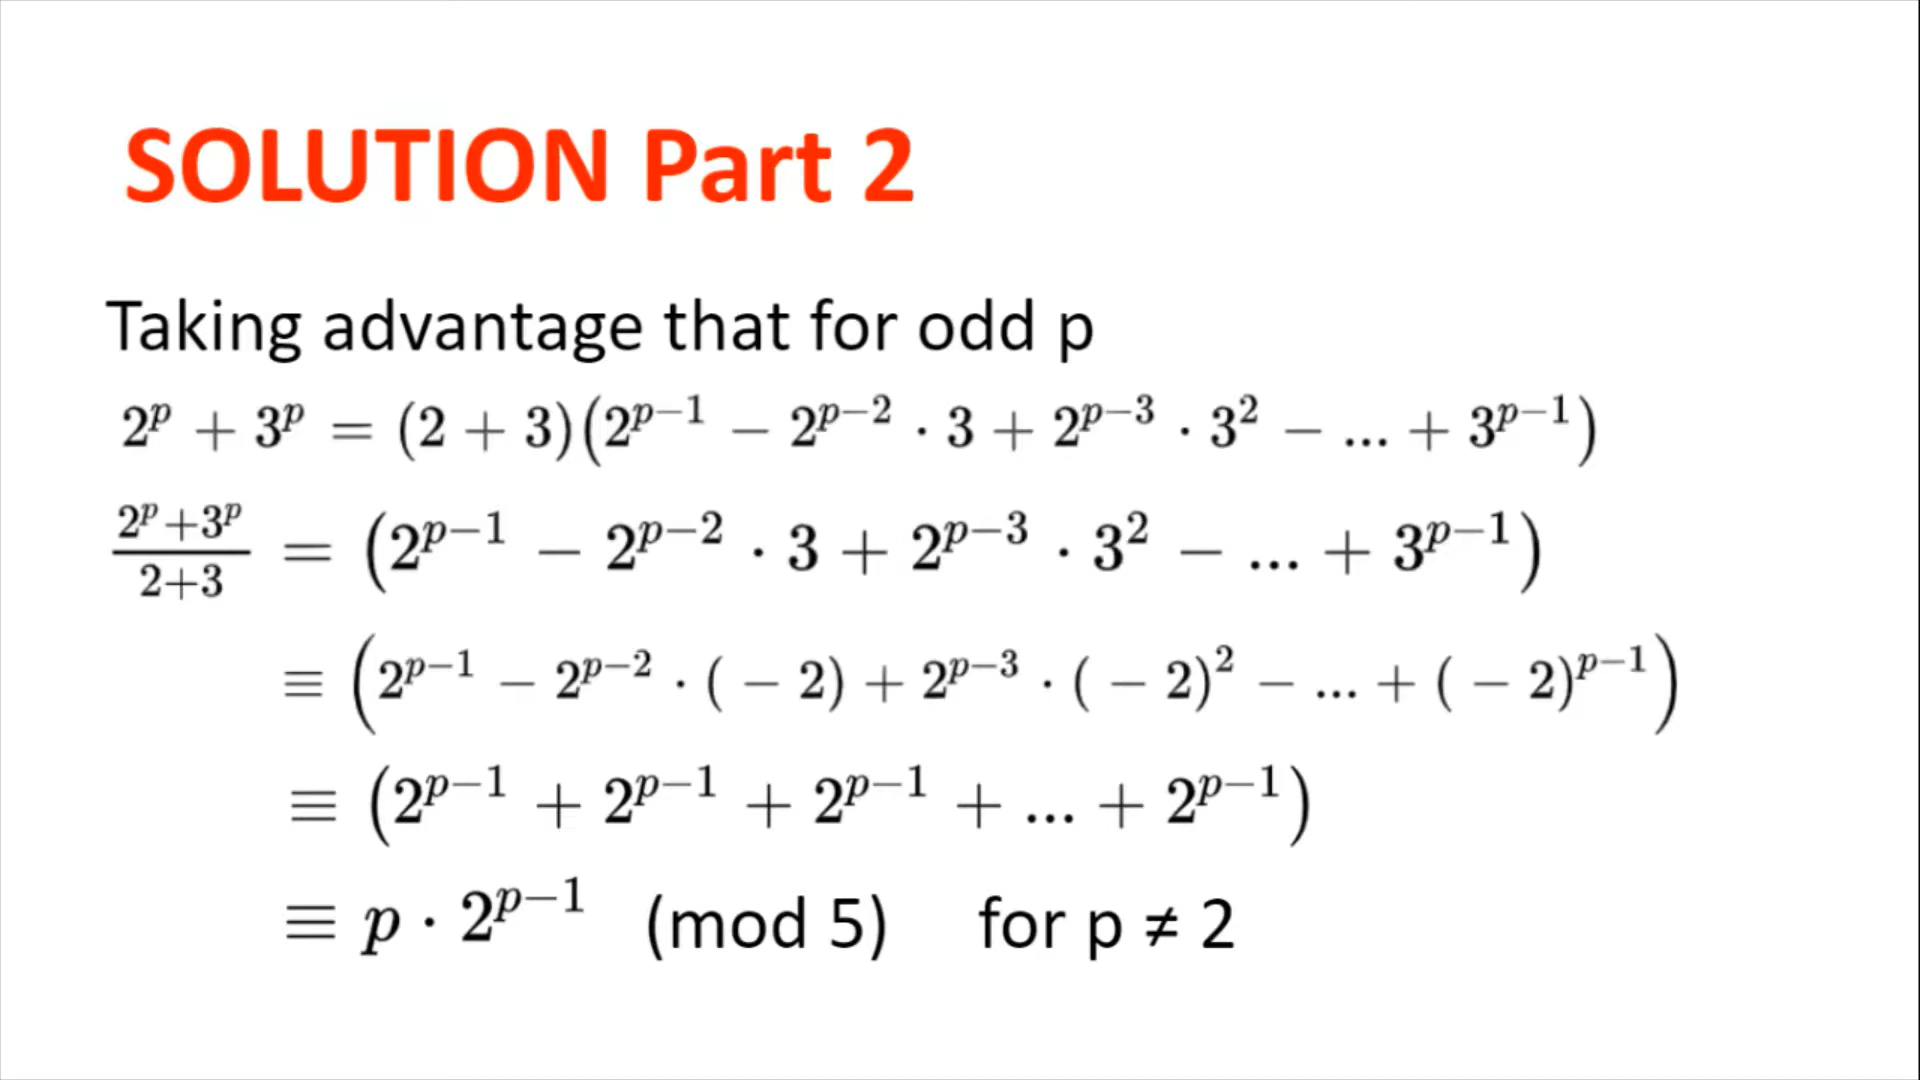 SOLUTION Part 2
Taking advantage that for odd p
2^p + 3^p = (2 + 3)(2^{p−1} − 2^{p−2} · 3 + 2^{p−3} · 3^2 − ... + 3^{p−1})
\frac{2^p+3^p}{2+3} = (2^{p−1} − 2^{p−2} · 3 + 2^{p−3} · 3^2 − ... + 3^{p−1})
≡ (2^{p−1} − 2^{p−2} · ( − 2) + 2^{p−3} · ( − 2)^2 − ... + ( − 2)^{p−1})
≡ (2^{p−1} + 2^{p−1} + 2^{p−1} + ... + 2^{p−1})
≡ p · 2^{p−1} (mod 5) for p ≠ 2